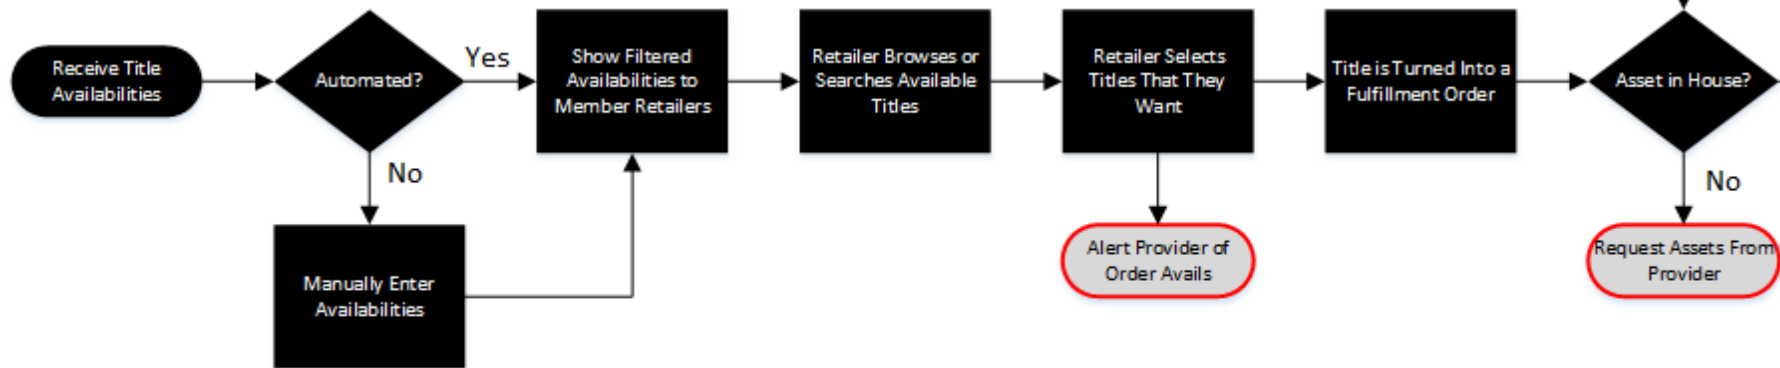 Receive Title
Availabilities
Automated?
Yes
No
Manually Enter
Availabilities
Show Filtered
Availabilities to
Member Retailers
Retailer Browses or
Searches Available
Titles
Retailer Selects
Titles That They
Want
Alert Provider of
Order Avails
Title is Turned Into a
Fulfillment Order
Asset in House?
No
Request Assets From
Provider